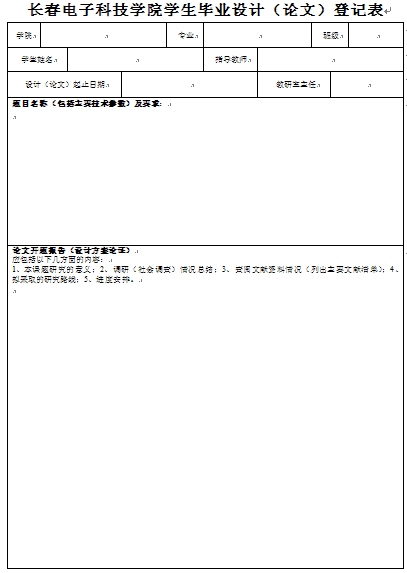 长春电子科技学院学生毕业设计（论文）登记表
学院 专业 班级
学生姓名 指导教师
设计（论文）起止日期 教研室主任
题目名称（包括主要技术参数）及要求：
论文开题报告（设计方案论证）
应包括以下几方面的内容：
1、本课题研究的意义；2、调研（社会调查）情况总结；3、查阅文献资料情况（列出主要文献清单）；4、
拟采取的研究路线；5、进度安排。